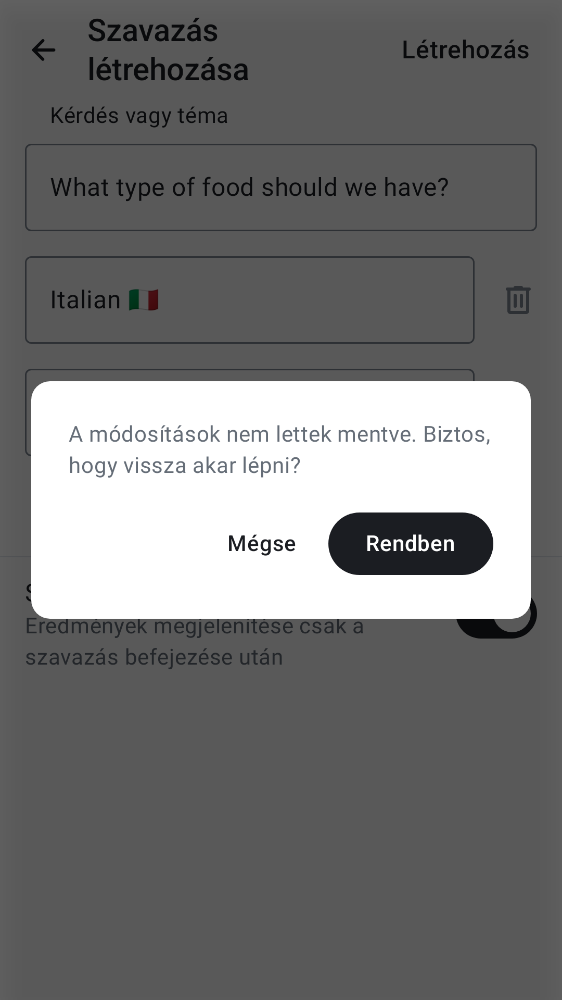 Szavazás
létrehozása
Létrehozás
Kérdés vagy téma
What type of food should we have?
Italian 🇮🇹
A módosítások nem lettek mentve. Biztos,
hogy vissza akar lépni?
Mégse
Rendben
Eredmények megjelenítése csak a
szavazás befejezése után